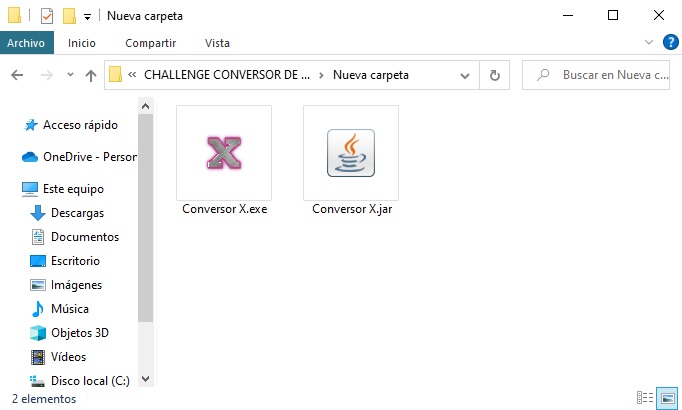 Nueva carpeta
Archivo Inicio Compartir Vista
« CHALLENGE CONVERSOR DE ... > Nueva carpeta
Buscar en Nueva c...
Acceso rápido
OneDrive - Person
Este equipo
Descargas
Documentos
Escritorio
Imágenes
Música
Objetos 3D
Vídeos
Disco local (C:)
X
Conversor X.exe
Conversor X.jar
2 elementos